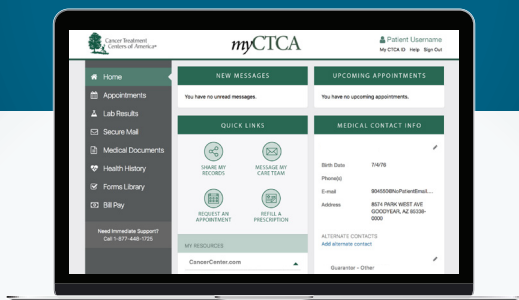 Cancer Treatment
Centers of America®
myCTCA
Patient Username
My CTCA ID Help Sign Out
Home
Appointments
Lab Results
Secure Mail
Medical Documents
Health History
Forms Library
Bill Pay
Need Immediate Support?
Call 1-877-448-1725
NEW MESSAGES
You have no unread messages.
UPCOMING APPOINTMENTS
You have no upcoming appointments.
QUICK LINKS
SHARE MY
RECORDS
MESSAGE MY
CARE TEAM
REQUEST AN
APPOINTMENT
REFILL A
PRESCRIPTION
MY RESOURCES
CancerCenter.com
MEDICAL CONTACT INFO
Birth Date 7/4/76
Phone(s)
E-mail 904550@NoPatientEmail....
Address 8574 PARK WEST AVE
GOODYEAR, AZ 85338-
0000
ALTERNATE CONTACTS
Add alternate contact
Guarantor - Other